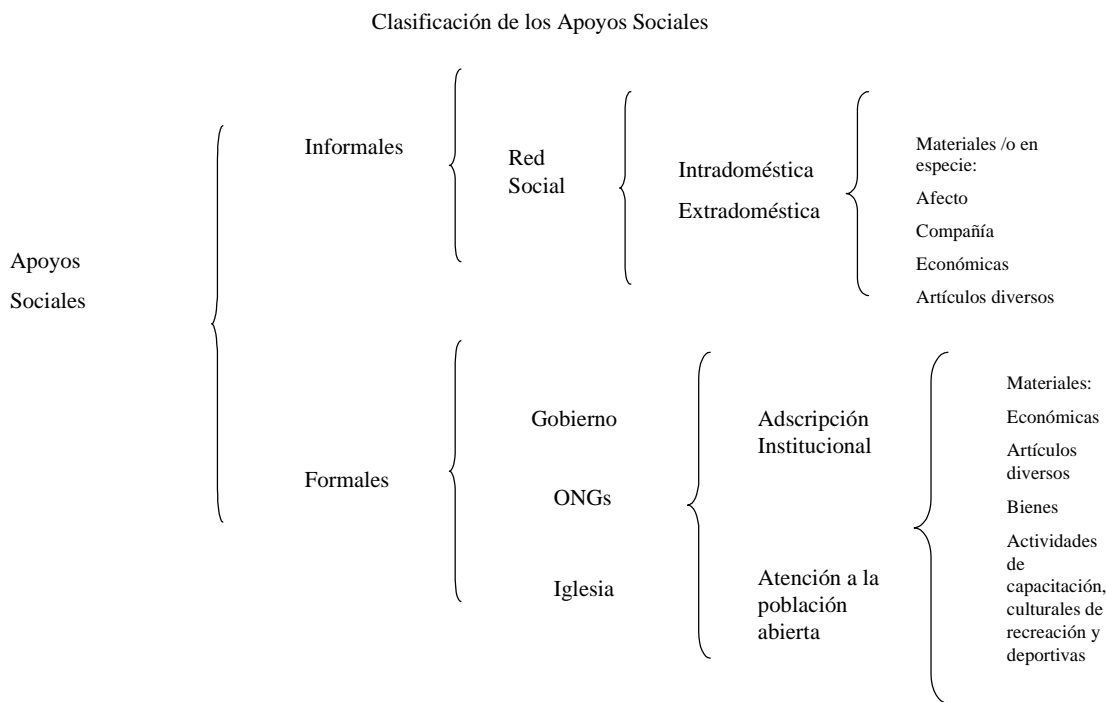 Clasificación de los Apoyos Sociales
Apoyos
Sociales
Informales
Red
Social
Intradoméstica
Extradoméstica
Materiales /o en
especie:
Afecto
Compañía
Económicas
Artículos diversos
Formales
Gobierno
ONGs
Iglesia
Adscripción
Institucional
Atención a la
población
abierta
Materiales:
Económicas
Artículos
diversos
Bienes
Actividades
de
capacitación,
culturales de
recreación y
deportivas